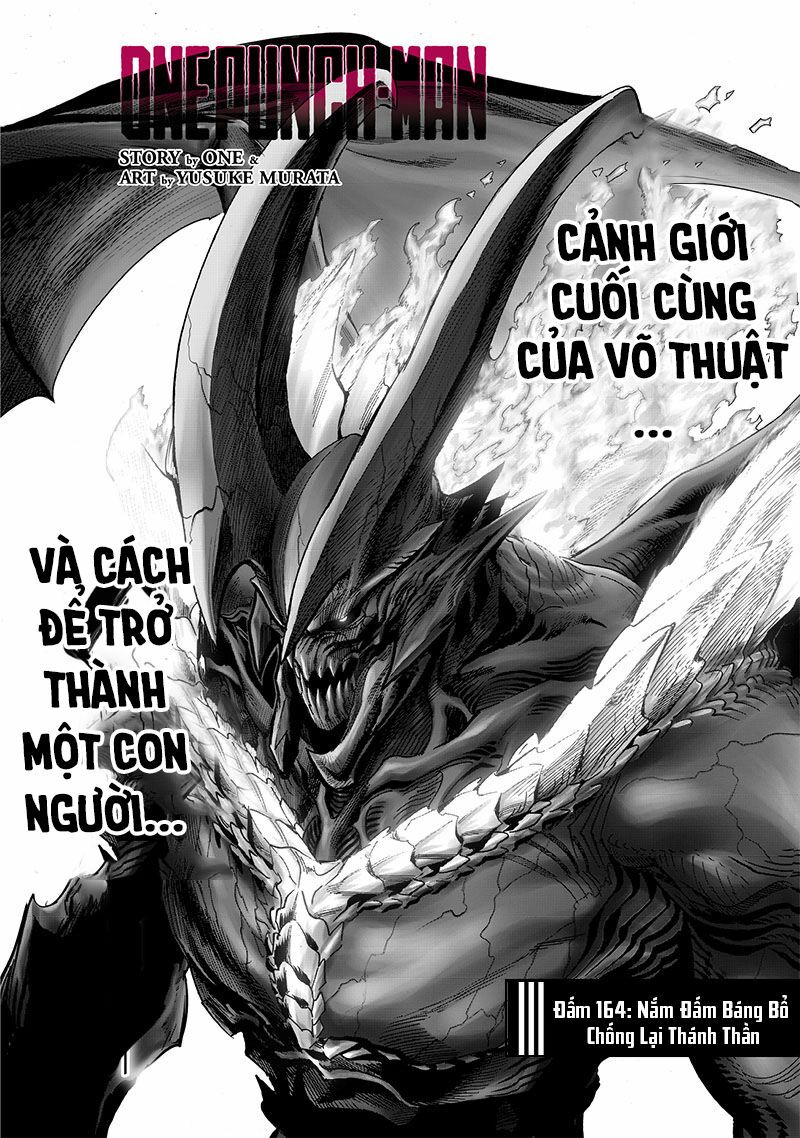 ONEPUNCH-MAN
STORY by ONE &
ART by YUSUKE MURATA
CẢNH GIỚI
CUỐI CÙNG
CỦA VÕ THUẬT
...
VÀ CÁCH
ĐỂ TRỞ
THÀNH
MỘT CON
NGƯỜI...
Đấm 164: Nắm Đấm Báng Bổ
Chống Lại Thánh Thần